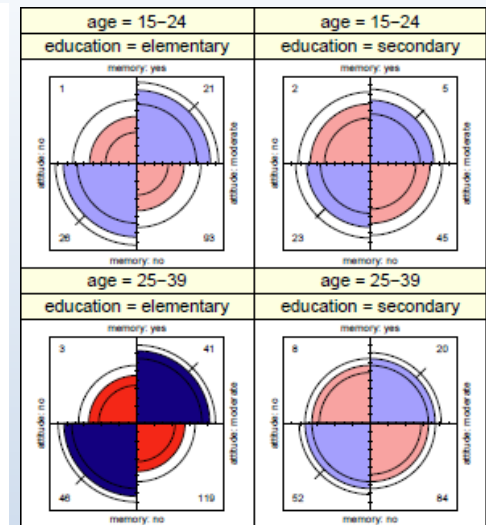 age = 15−24
education = elementary
memory: yes
1
21
attitude: no
attitude: moderate
26
93
memory: no
age = 15−24
education = secondary
memory: yes
2
5
attitude: no
attitude: moderate
23
45
memory: no
age = 25−39
education = elementary
memory: yes
3
41
attitude: no
attitude: moderate
46
119
memory: no
age = 25−39
education = secondary
memory: yes
8
20
attitude: no
attitude: moderate
52
84
memory: no